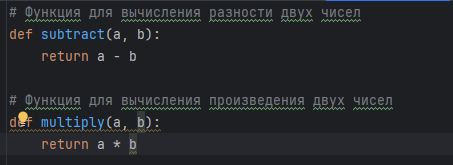 # Функция для вычисления разности двух чисел
def subtract(a, b):
    return a - b
# Функция для вычисления произведения двух чисел
def multiply(a, b):
    return a * b